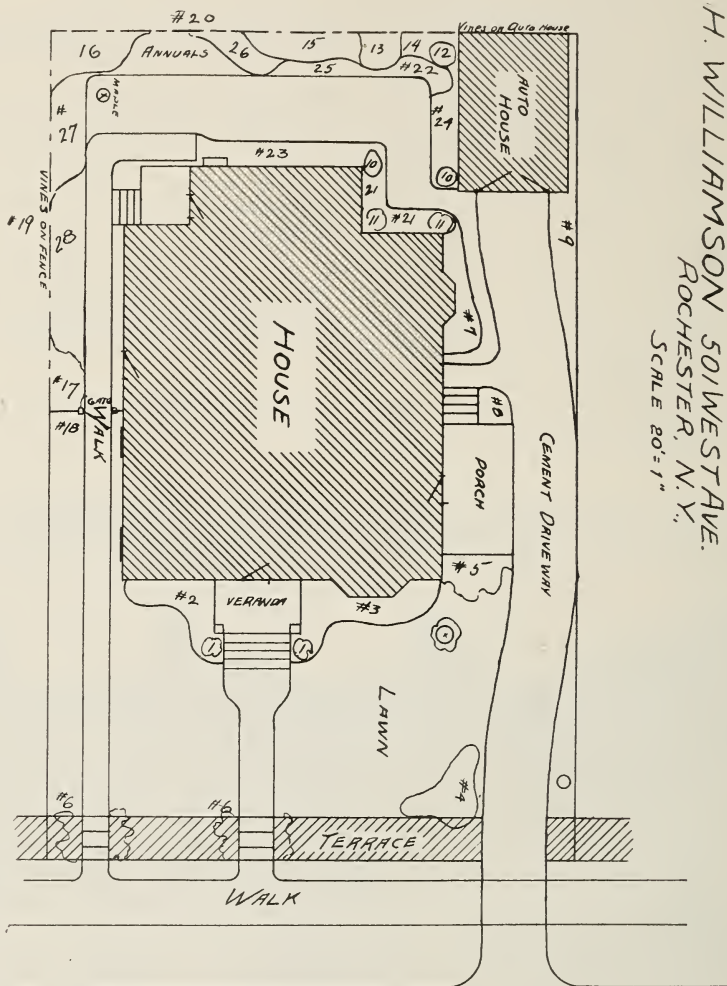 H. WILLIAMSON 501 WEST AVE.
ROCHESTER, N.Y.,
SCALE 20'=1"
#20
Vines on Auto House
16
ANNUALS
26
15
13
14
12
25
#22
MAPLE
#
27
#
24
AUTO
HOUSE
#23
10
10
21
11
#21
11
VINES ON FENCE
#19
28
#9
#7
HOUSE
#17
GATE
#18
WALK
#8
PORCH
CEMENT DRIVEWAY
#5
#2
VERANDA
#3
1
1
x
LAWN
#4
#6
#6
TERRACE
WALK